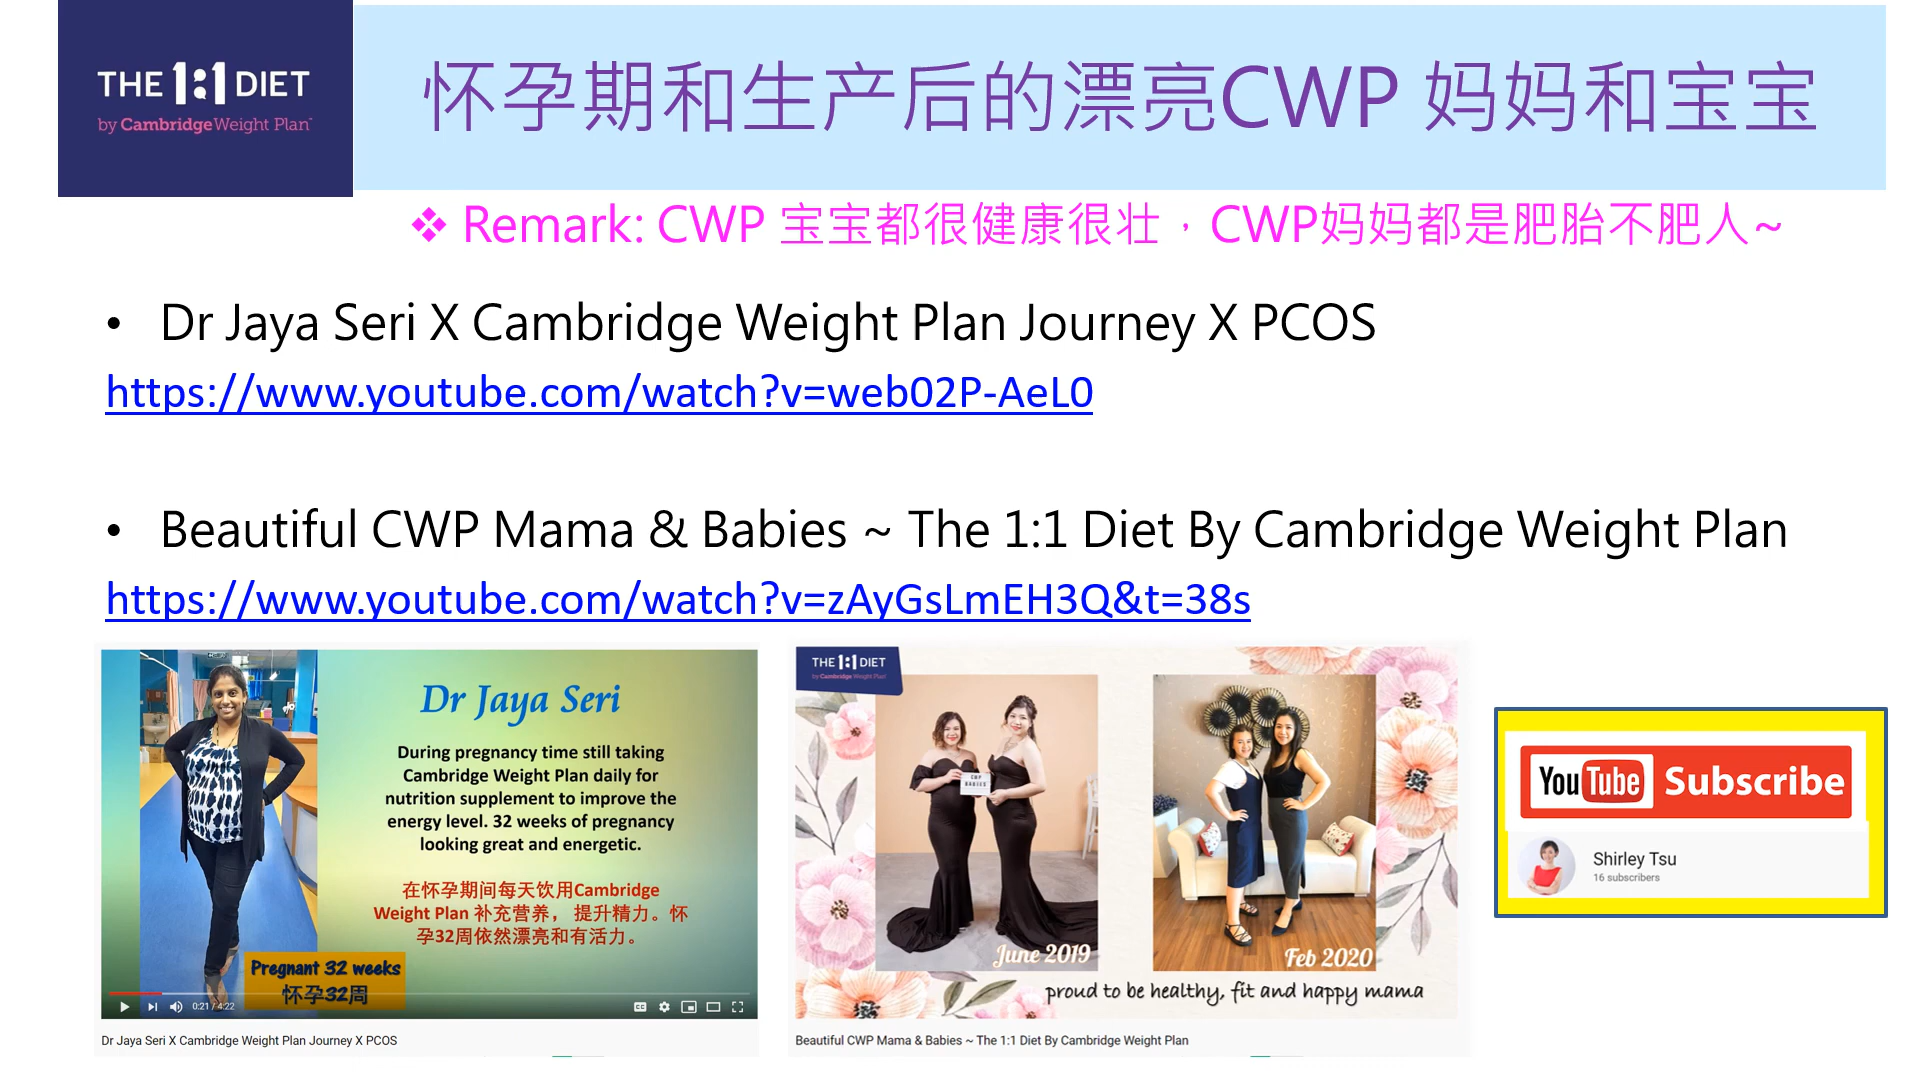 THE 1:1 DIET
by Cambridge Weight Plan™
怀孕期和生产后的漂亮CWP 妈妈和宝宝
❖ Remark: CWP 宝宝都很健康很壮，CWP妈妈都是肥胎不肥人~
• Dr Jaya Seri X Cambridge Weight Plan Journey X PCOS
https://www.youtube.com/watch?v=web02P-AeL0
• Beautiful CWP Mama & Babies ~ The 1:1 Diet By Cambridge Weight Plan
https://www.youtube.com/watch?v=zAyGsLmEH3Q&t=38s
Dr Jaya Seri
During pregnancy time still taking
Cambridge Weight Plan daily for
nutrition supplement to improve the
energy level. 32 weeks of pregnancy
looking great and energetic.
在怀孕期间每天饮用Cambridge
Weight Plan 补充营养， 提升精力。怀
孕32周依然漂亮和有活力。
Pregnant 32 weeks
怀孕32周
0:21 / 4:22
Dr Jaya Seri X Cambridge Weight Plan Journey X PCOS
THE 1:1 DIET
by Cambridge Weight Plan
CWP
BABIES
June 2019
Feb 2020
proud to be healthy, fit and happy mama
Beautiful CWP Mama & Babies ~ The 1:1 Diet By Cambridge Weight Plan
YouTube Subscribe
Shirley Tsu
16 subscribers